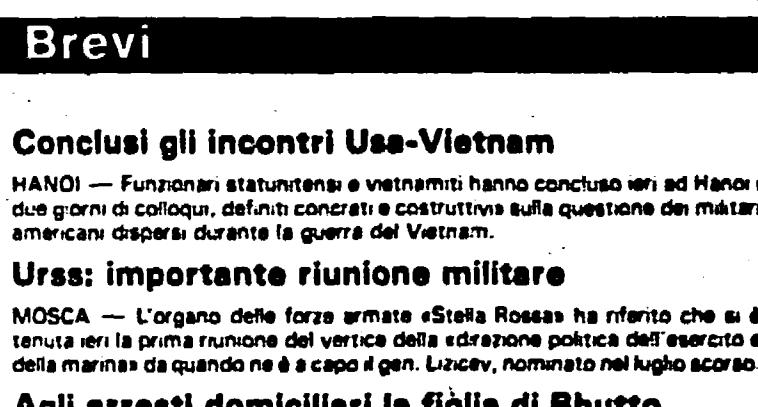 Brevi
Conclusi gli incontri Usa-Vietnam
HANOI — Funzionari statunitensi e vietnamiti hanno concluso ieri ad Hanoi
due giorni di colloqui, definiti concreti e costruttivi» sulla questione dei militari
americani dispersi durante la guerra del Vietnam.
Urss: importante riunione militare
MOSCA — L'organo delle forze armate «Stella Rossa» ha riferito che si è
tenuta ieri la prima riunione del vertice della «direzione politica dell'esercito e
della marina» da quando ne è a capo il gen. Lizicev, nominato nel luglio scorso.
Agli arresti domiciliari la figlia di Bhutto